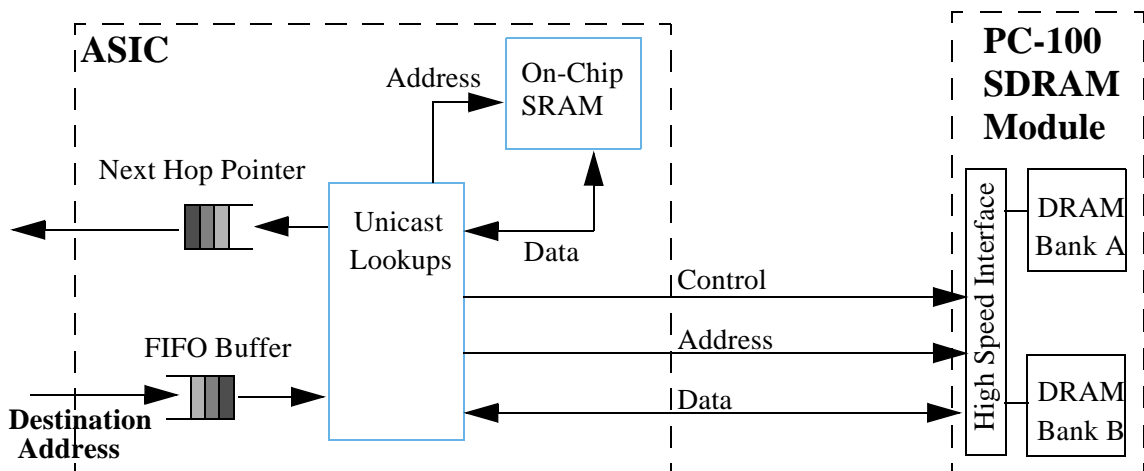 ASIC
Address
On-Chip
SRAM
PC-100
SDRAM
Module
Next Hop Pointer
Unicast
Lookups
Data
DRAM
Bank A
Control
High Speed Interface
FIFO Buffer
Address
Data
Destination
Address
DRAM
Bank B